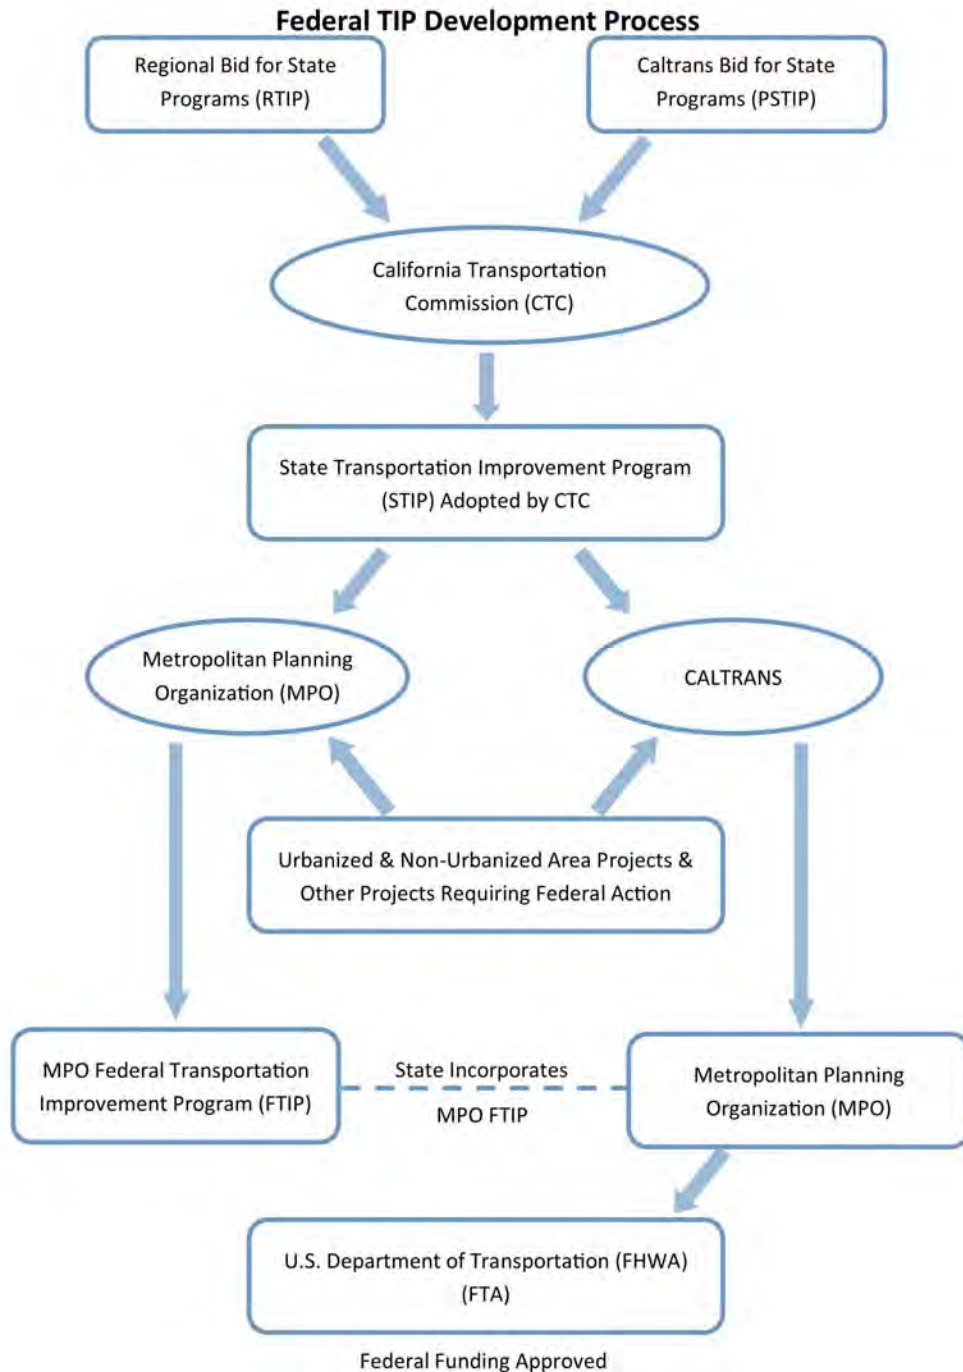 Federal TIP Development Process
Regional Bid for State
Programs (RTIP)
Caltrans Bid for State
Programs (PSTIP)
California Transportation
Commission (CTC)
State Transportation Improvement Program
(STIP) Adopted by CTC
Metropolitan Planning
Organization (MPO)
CALTRANS
Urbanized & Non-Urbanized Area Projects &
Other Projects Requiring Federal Action
MPO Federal Transportation
Improvement Program (FTIP)
State Incorporates
MPO FTIP
Metropolitan Planning
Organization (MPO)
U.S. Department of Transportation (FHWA)
(FTA)
Federal Funding Approved